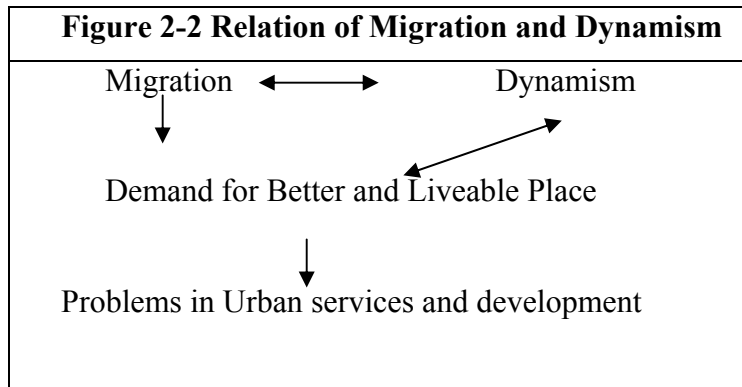 Figure 2-2 Relation of Migration and Dynamism
Migration Dynamism
Demand for Better and Liveable Place
Problems in Urban services and development